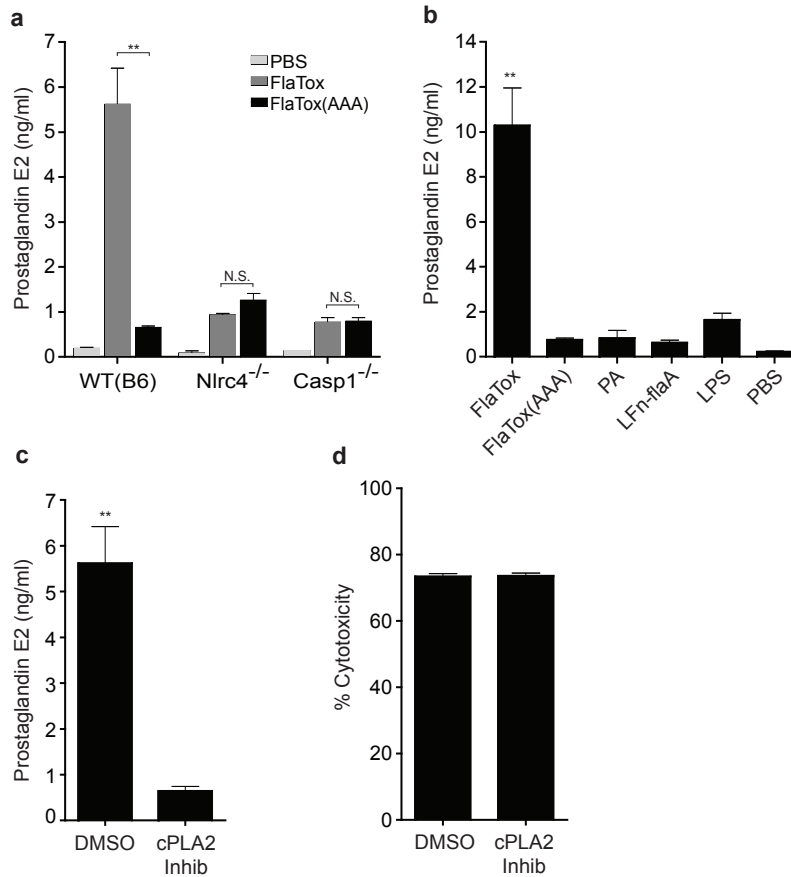 a
Prostaglandin E2 (ng/ml)
7
6
5
4
3
2
1
0
**
N.S.
N.S.
PBS
FlaTox
FlaTox(AAA)
WT(B6)
Nlrc4-/-
Casp1-/-
b
Prostaglandin E2 (ng/ml)
14
12
10
8
6
4
2
0
**
FlaTox
FlaTox(AAA)
PA
LFn-flaA
LPS
PBS
c
Prostaglandin E2 (ng/ml)
7
6
5
4
3
2
1
0
**
DMSO
cPLA2
Inhib
d
% Cytotoxicity
100
80
60
40
20
0
DMSO
cPLA2
Inhib